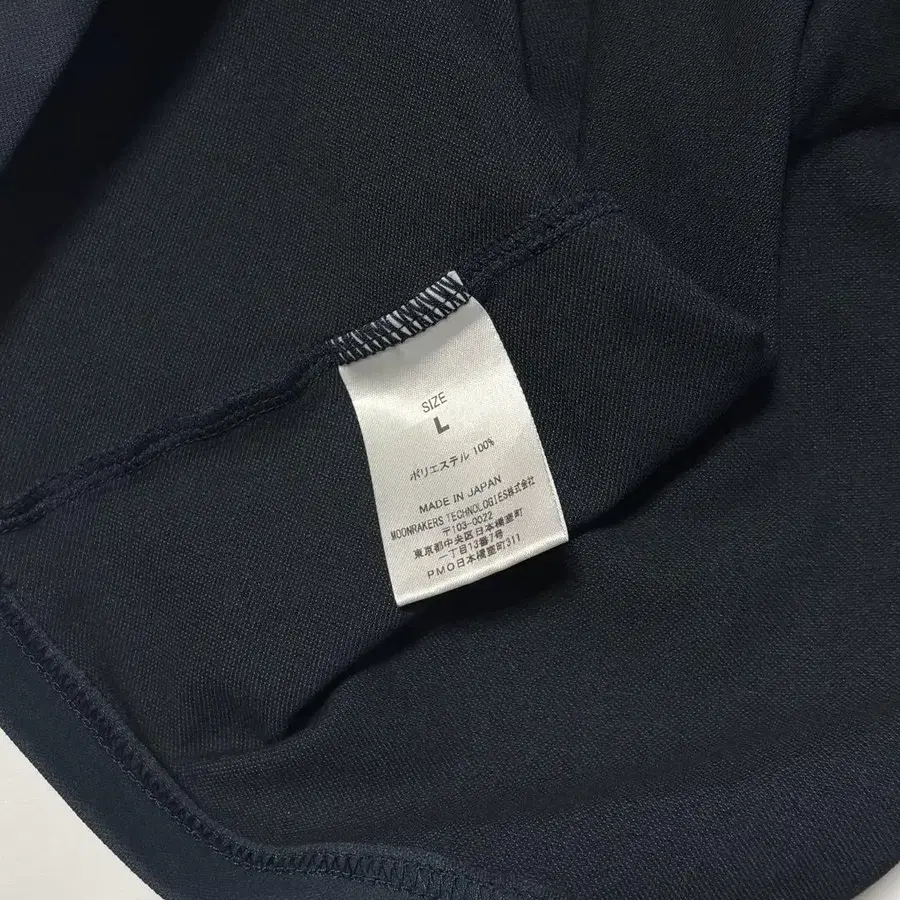 SIZE
L
ポリエステル 100%
MADE IN JAPAN
MOONRAKERS TECHNOLOGIES株式会社
〒103-0022
東京都中央区日本橋室町
一丁目13番7号
PMO日本橋室町311